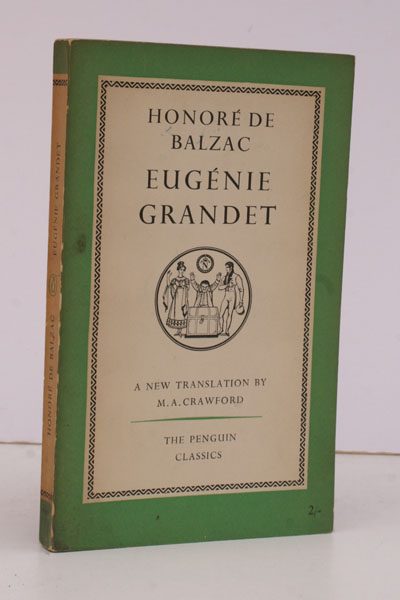 HONORÉ DE
BALZAC
EUGÉNIE
GRANDET
A NEW TRANSLATION BY
M.A.CRAWFORD
THE PENGUIN
CLASSICS
2/-
HONORÉ DE BALZAC
EUGÉNIE GRANDET